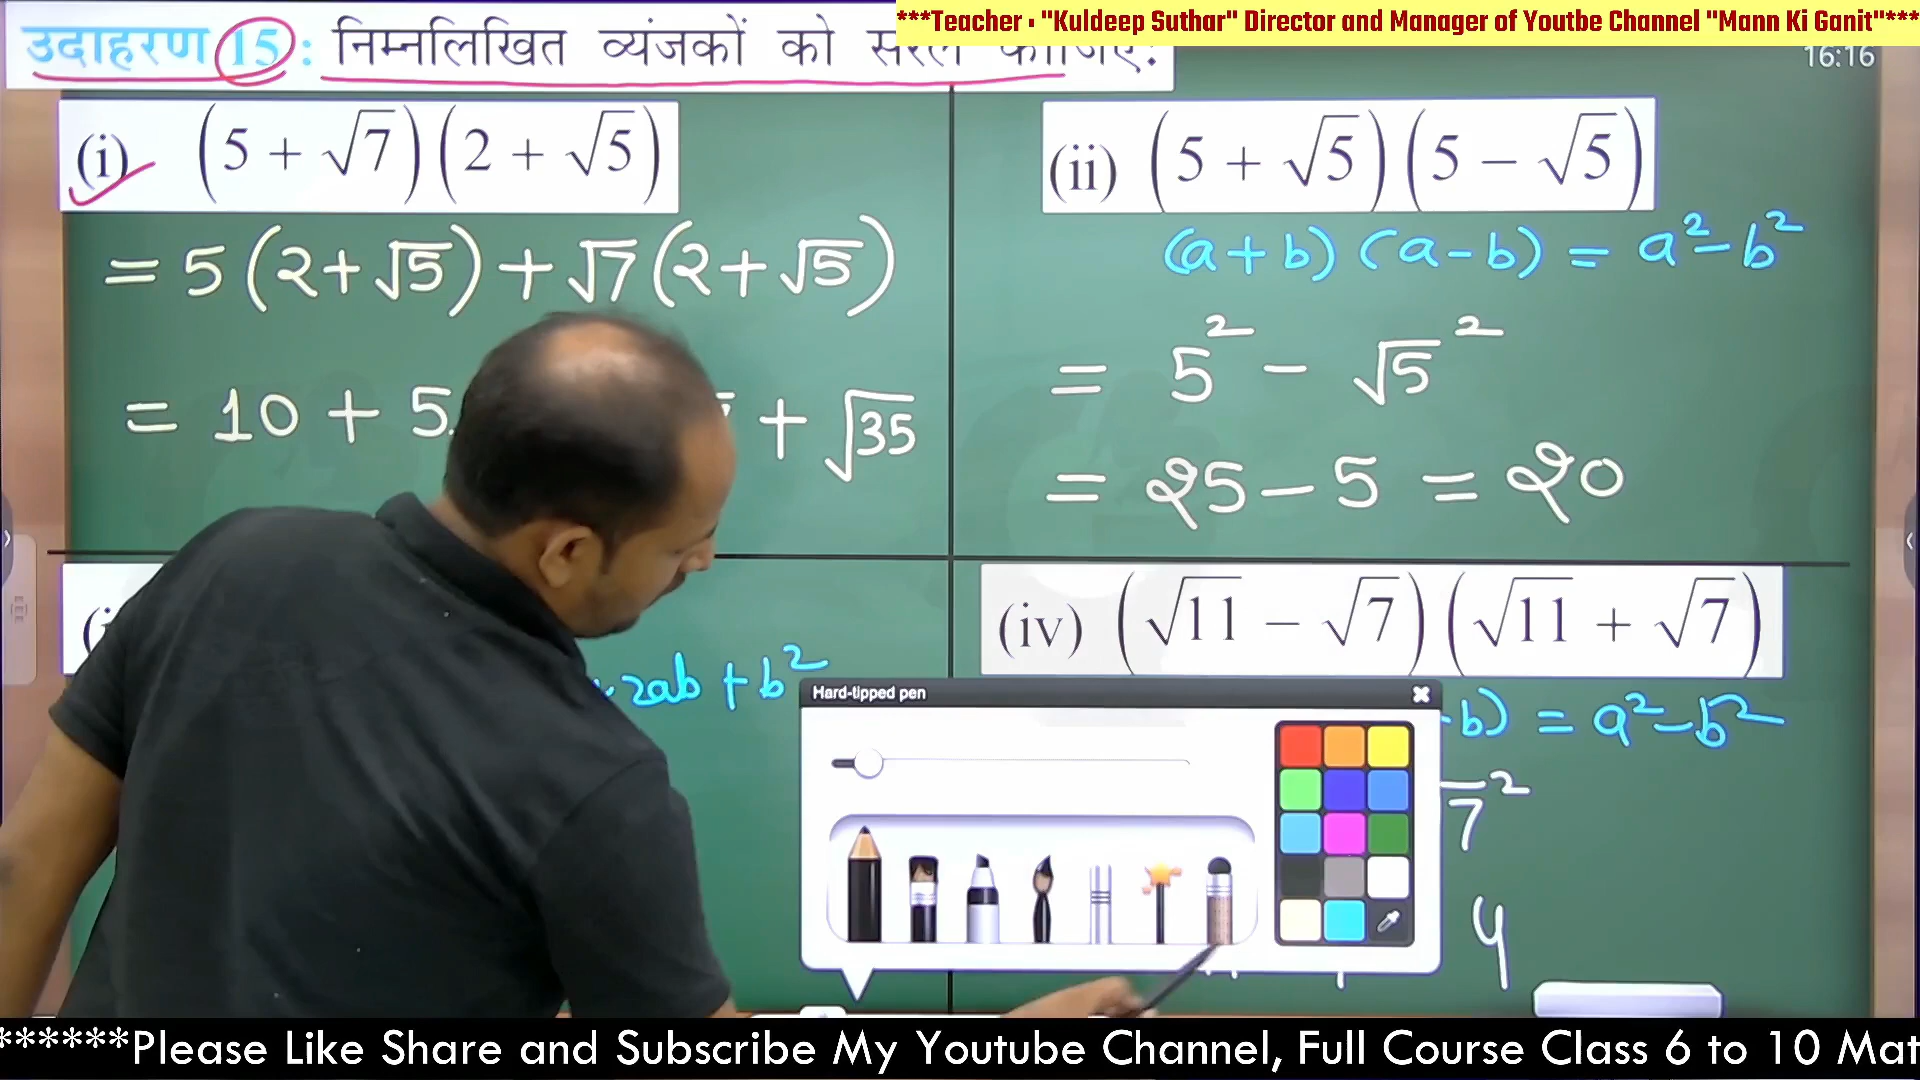 ***Teacher : "Kuldeep Suthar" Director and Manager of Youtbe Channel "Mann Ki Ganit"***
उदाहरण 15 : निम्नलिखित व्यंजकों को सरल कीजिए:
16:16
(i) (5 + √7)(2 + √5)
= 5(2+√5)+√7(2+√5)
= 10 + 5 + √35
(ii) (5 + √5)(5 − √5)
(a+b)(a-b) = a²-b²
= 5² - √5²
= 25 - 5 = 20
2ab + b²
(iv) (√11 − √7)(√11 + √7)
-b) = a²-b²
7²
4
Hard-tipped pen
******Please Like Share and Subscribe My Youtube Channel, Full Course Class 6 to 10 Mat